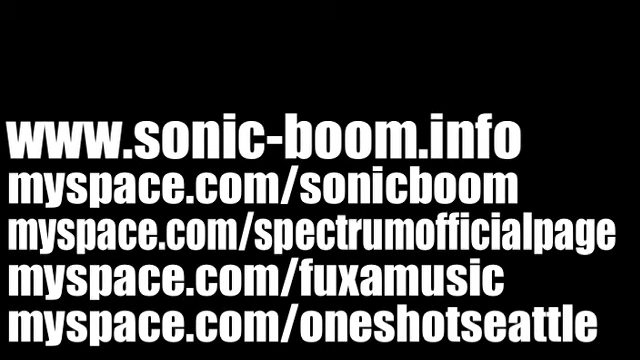 www.sonic-boom.info
myspace.com/sonicboom
myspace.com/spectrumofficialpage
myspace.com/fuxamusic
myspace.com/oneshotseattle